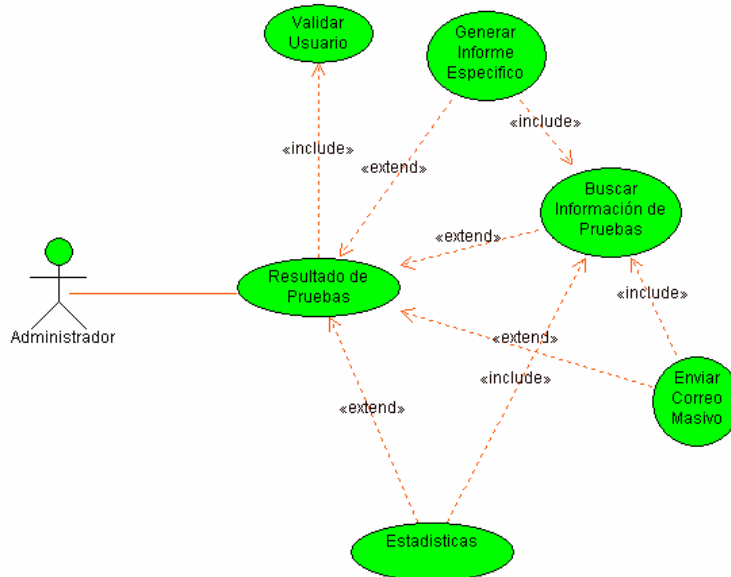 Validar
Usuario
Generar
Informe
Especifico
«include»
«include»
«extend»
Buscar
Información de
Pruebas
«extend»
Resultado de
Pruebas
Administrador
«include»
«extend»
«include»
«extend»
Enviar
Correo
Masivo
Estadisticas